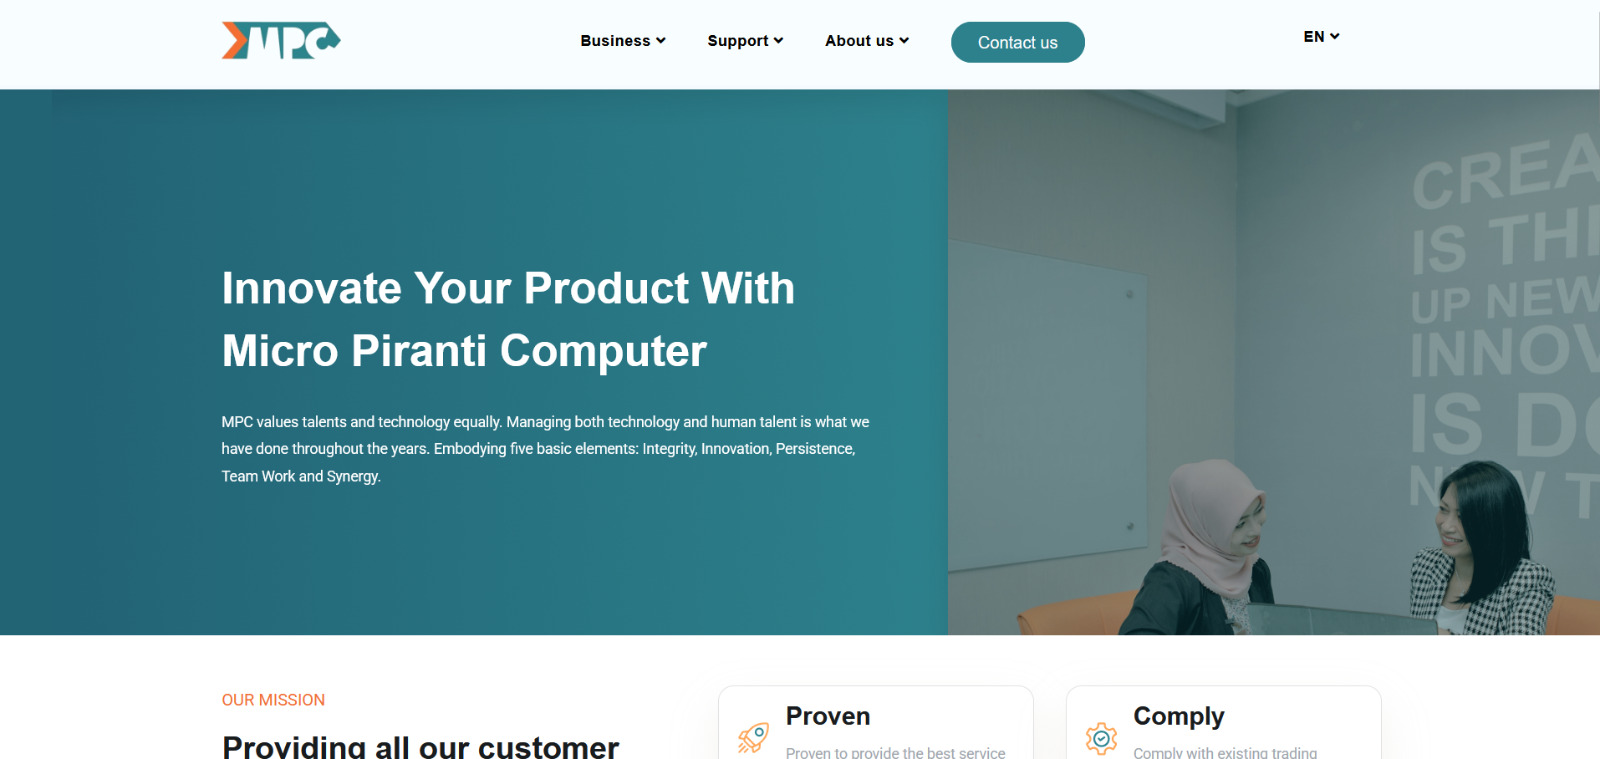 MPC
Business
Support
About us
Contact us
EN
Innovate Your Product With
Micro Piranti Computer
MPC values talents and technology equally. Managing both technology and human talent is what we
have done throughout the years. Embodying five basic elements: Integrity, Innovation, Persistence,
Team Work and Synergy.
CREA
IS THI
UP NEW
INNOV
IS DO
NEW T
OUR MISSION
Providing all our customer
Proven
Proven to provide the best service
Comply
Comply with existing trading